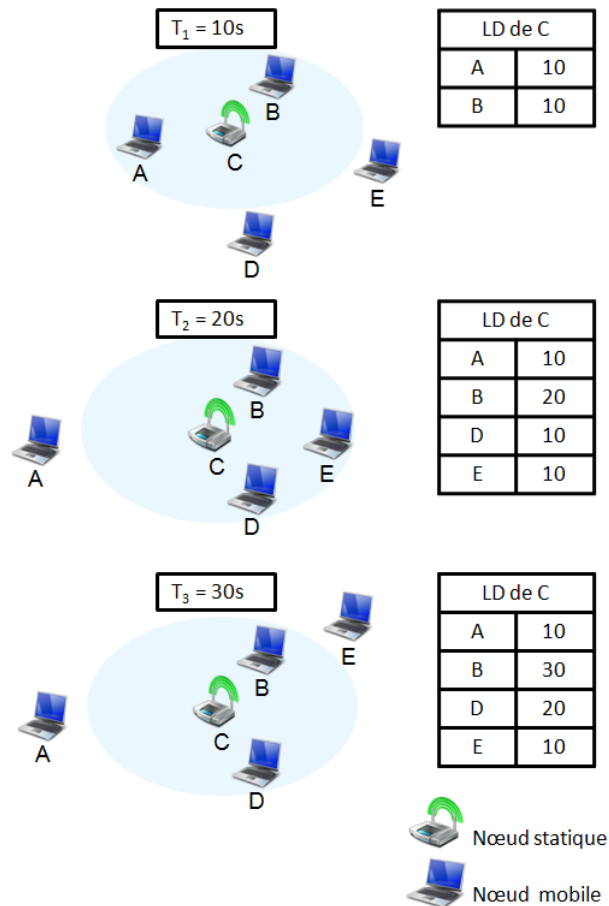 T₁ = 10s
LD de C
A 10
B 10
B
C
A
E
D
T₂ = 20s
LD de C
A 10
B 20
D 10
E 10
B
C
E
A
D
T₃ = 30s
LD de C
A 10
B 30
D 20
E 10
E
B
C
A
D
Nœud statique
Nœud mobile